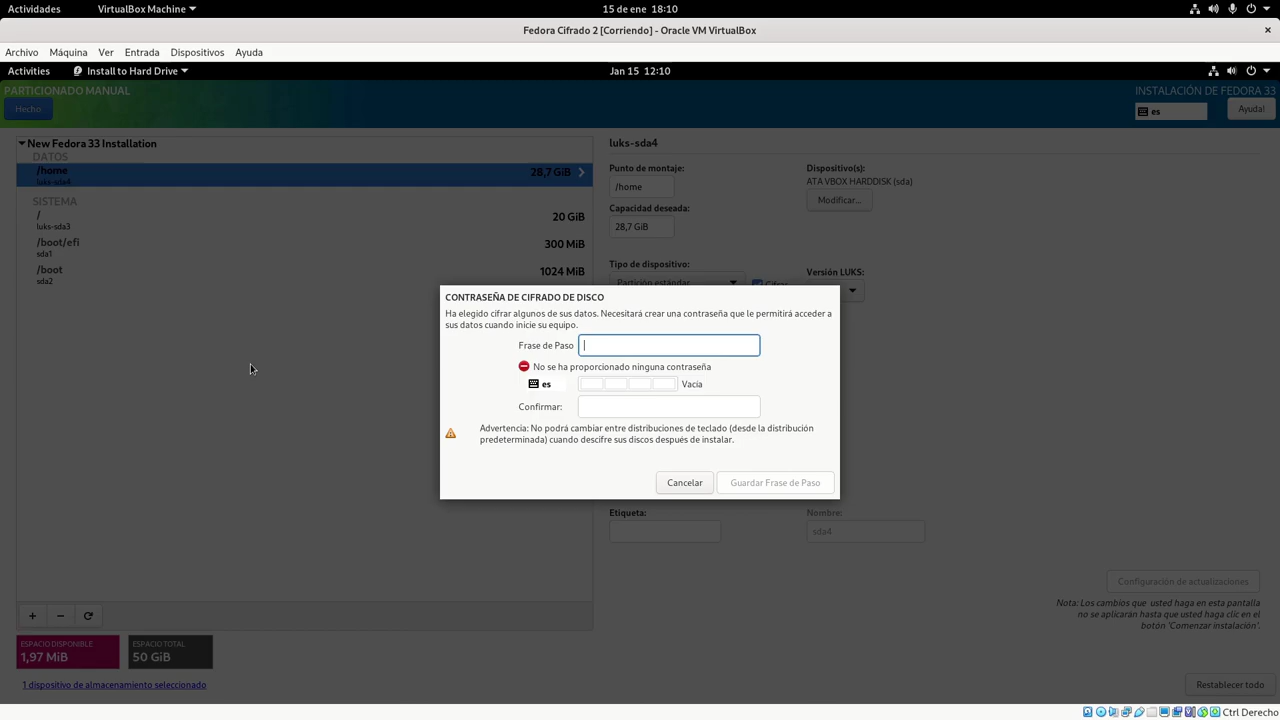 Actividades
VirtualBox Machine
15 de ene  18:10
Fedora Cifrado 2 [Corriendo] - Oracle VM VirtualBox
Archivo Máquina Ver Entrada Dispositivos Ayuda
Activities
Install to Hard Drive
Jan 15  12:10
PARTICIONADO MANUAL
INSTALACIÓN DE FEDORA 33
Hecho
es
Ayuda!
New Fedora 33 Installation
DATOS
/home
28,7 GiB
luks-sda4
SISTEMA
/
20 GiB
luks-sda3
/boot/efi
300 MiB
sda1
/boot
1024 MiB
sda2
luks-sda4
Punto de montaje:
/home
Dispositivo(s):
ATA VBOX HARDDISK (sda)
Modificar...
Capacidad deseada:
28,7 GiB
Tipo de dispositivo:
Versión LUKS:
Partición estándar
CONTRASEÑA DE CIFRADO DE DISCO
Ha elegido cifrar algunos de sus datos. Necesitará crear una contraseña que le permitirá acceder a
sus datos cuando inicie su equipo.
Frase de Paso
No se ha proporcionado ninguna contraseña
es
Vacía
Confirmar:
Advertencia: No podrá cambiar entre distribuciones de teclado (desde la distribución
predeterminada) cuando descifre sus discos después de instalar.
Cancelar
Guardar Frase de Paso
Etiqueta:
Nombre:
sda4
Configuración de actualizaciones
Nota: Los cambios que usted haga en esta pantalla
no se aplicarán hasta que usted haga clic en el
botón 'Comenzar instalación'.
ESPACIO DISPONIBLE
1,97 MiB
ESPACIO TOTAL
50 GiB
1 dispositivo de almacenamiento seleccionado
Restablecer todo
Ctrl Derecho